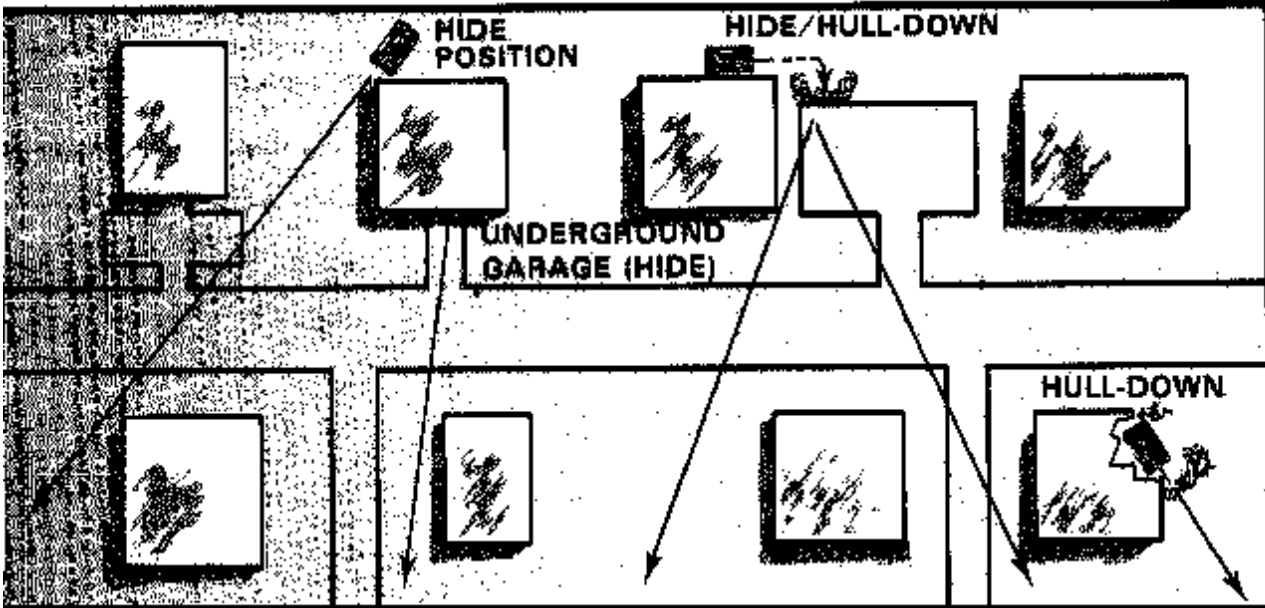 HIDE
POSITION
HIDE/HULL-DOWN
UNDERGROUND
GARAGE (HIDE)
HULL-DOWN